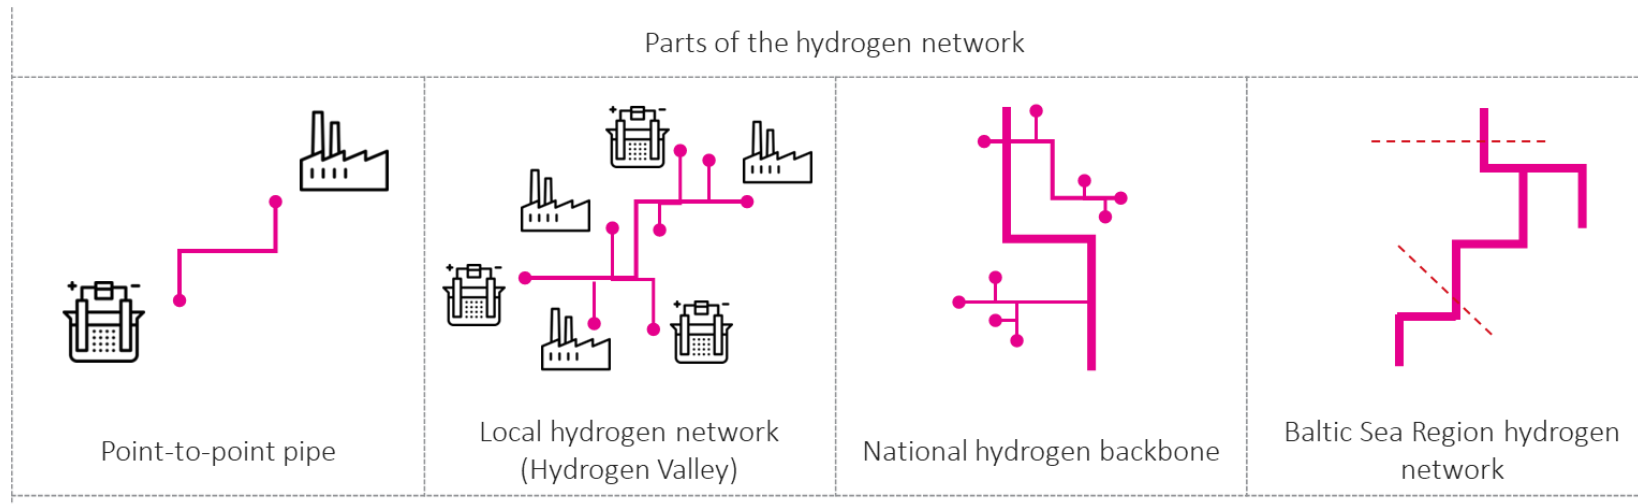 Parts of the hydrogen network
Point-to-point pipe
Local hydrogen network
(Hydrogen Valley)
National hydrogen backbone
Baltic Sea Region hydrogen
network